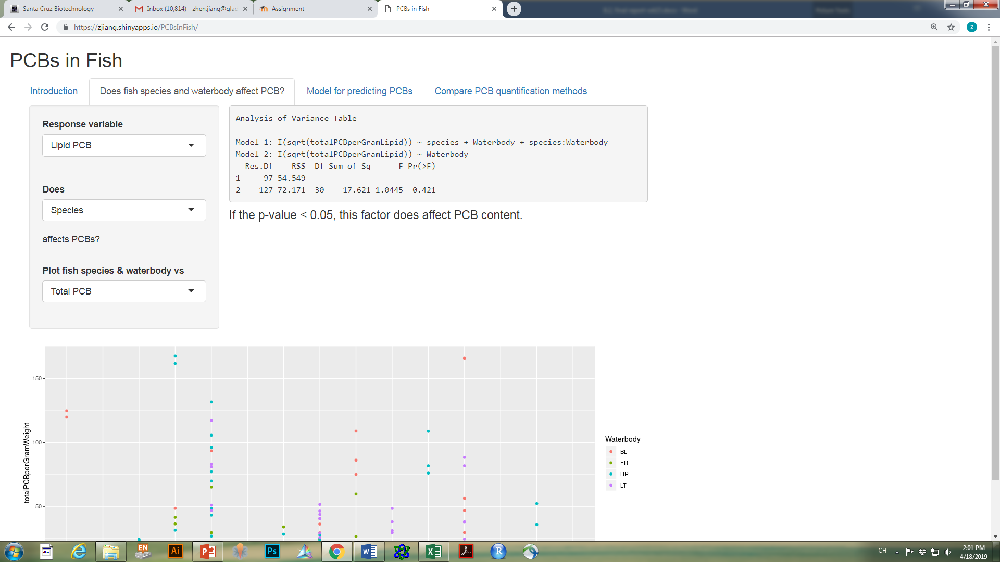 Santa Cruz Biotechnology
Inbox (10,814) - zhen.jiang@glad
Assignment
PCBs in Fish
https://zjiang.shinyapps.io/PCBsInFish/
z
PCBs in Fish
Introduction
Does fish species and waterbody affect PCB?
Model for predicting PCBs
Compare PCB quantification methods
Response variable
Lipid PCB
Does
Species
affects PCBs?
Plot fish species & waterbody vs
Total PCB
Analysis of Variance Table
Model 1: I(sqrt(totalPCBperGramLipid)) ~ species + Waterbody + species:Waterbody
Model 2: I(sqrt(totalPCBperGramLipid)) ~ Waterbody
Res.Df RSS Df Sum of Sq F Pr(>F)
1 97 54.549
2 127 72.171 -30 -17.621 1.0445 0.421
If the p-value < 0.05, this factor does affect PCB content.
150
100
50
totalPCBperGramWeight
Waterbody
BL
FR
HR
LT
EN
Ai
Ps
CH
2:01 PM
4/18/2019